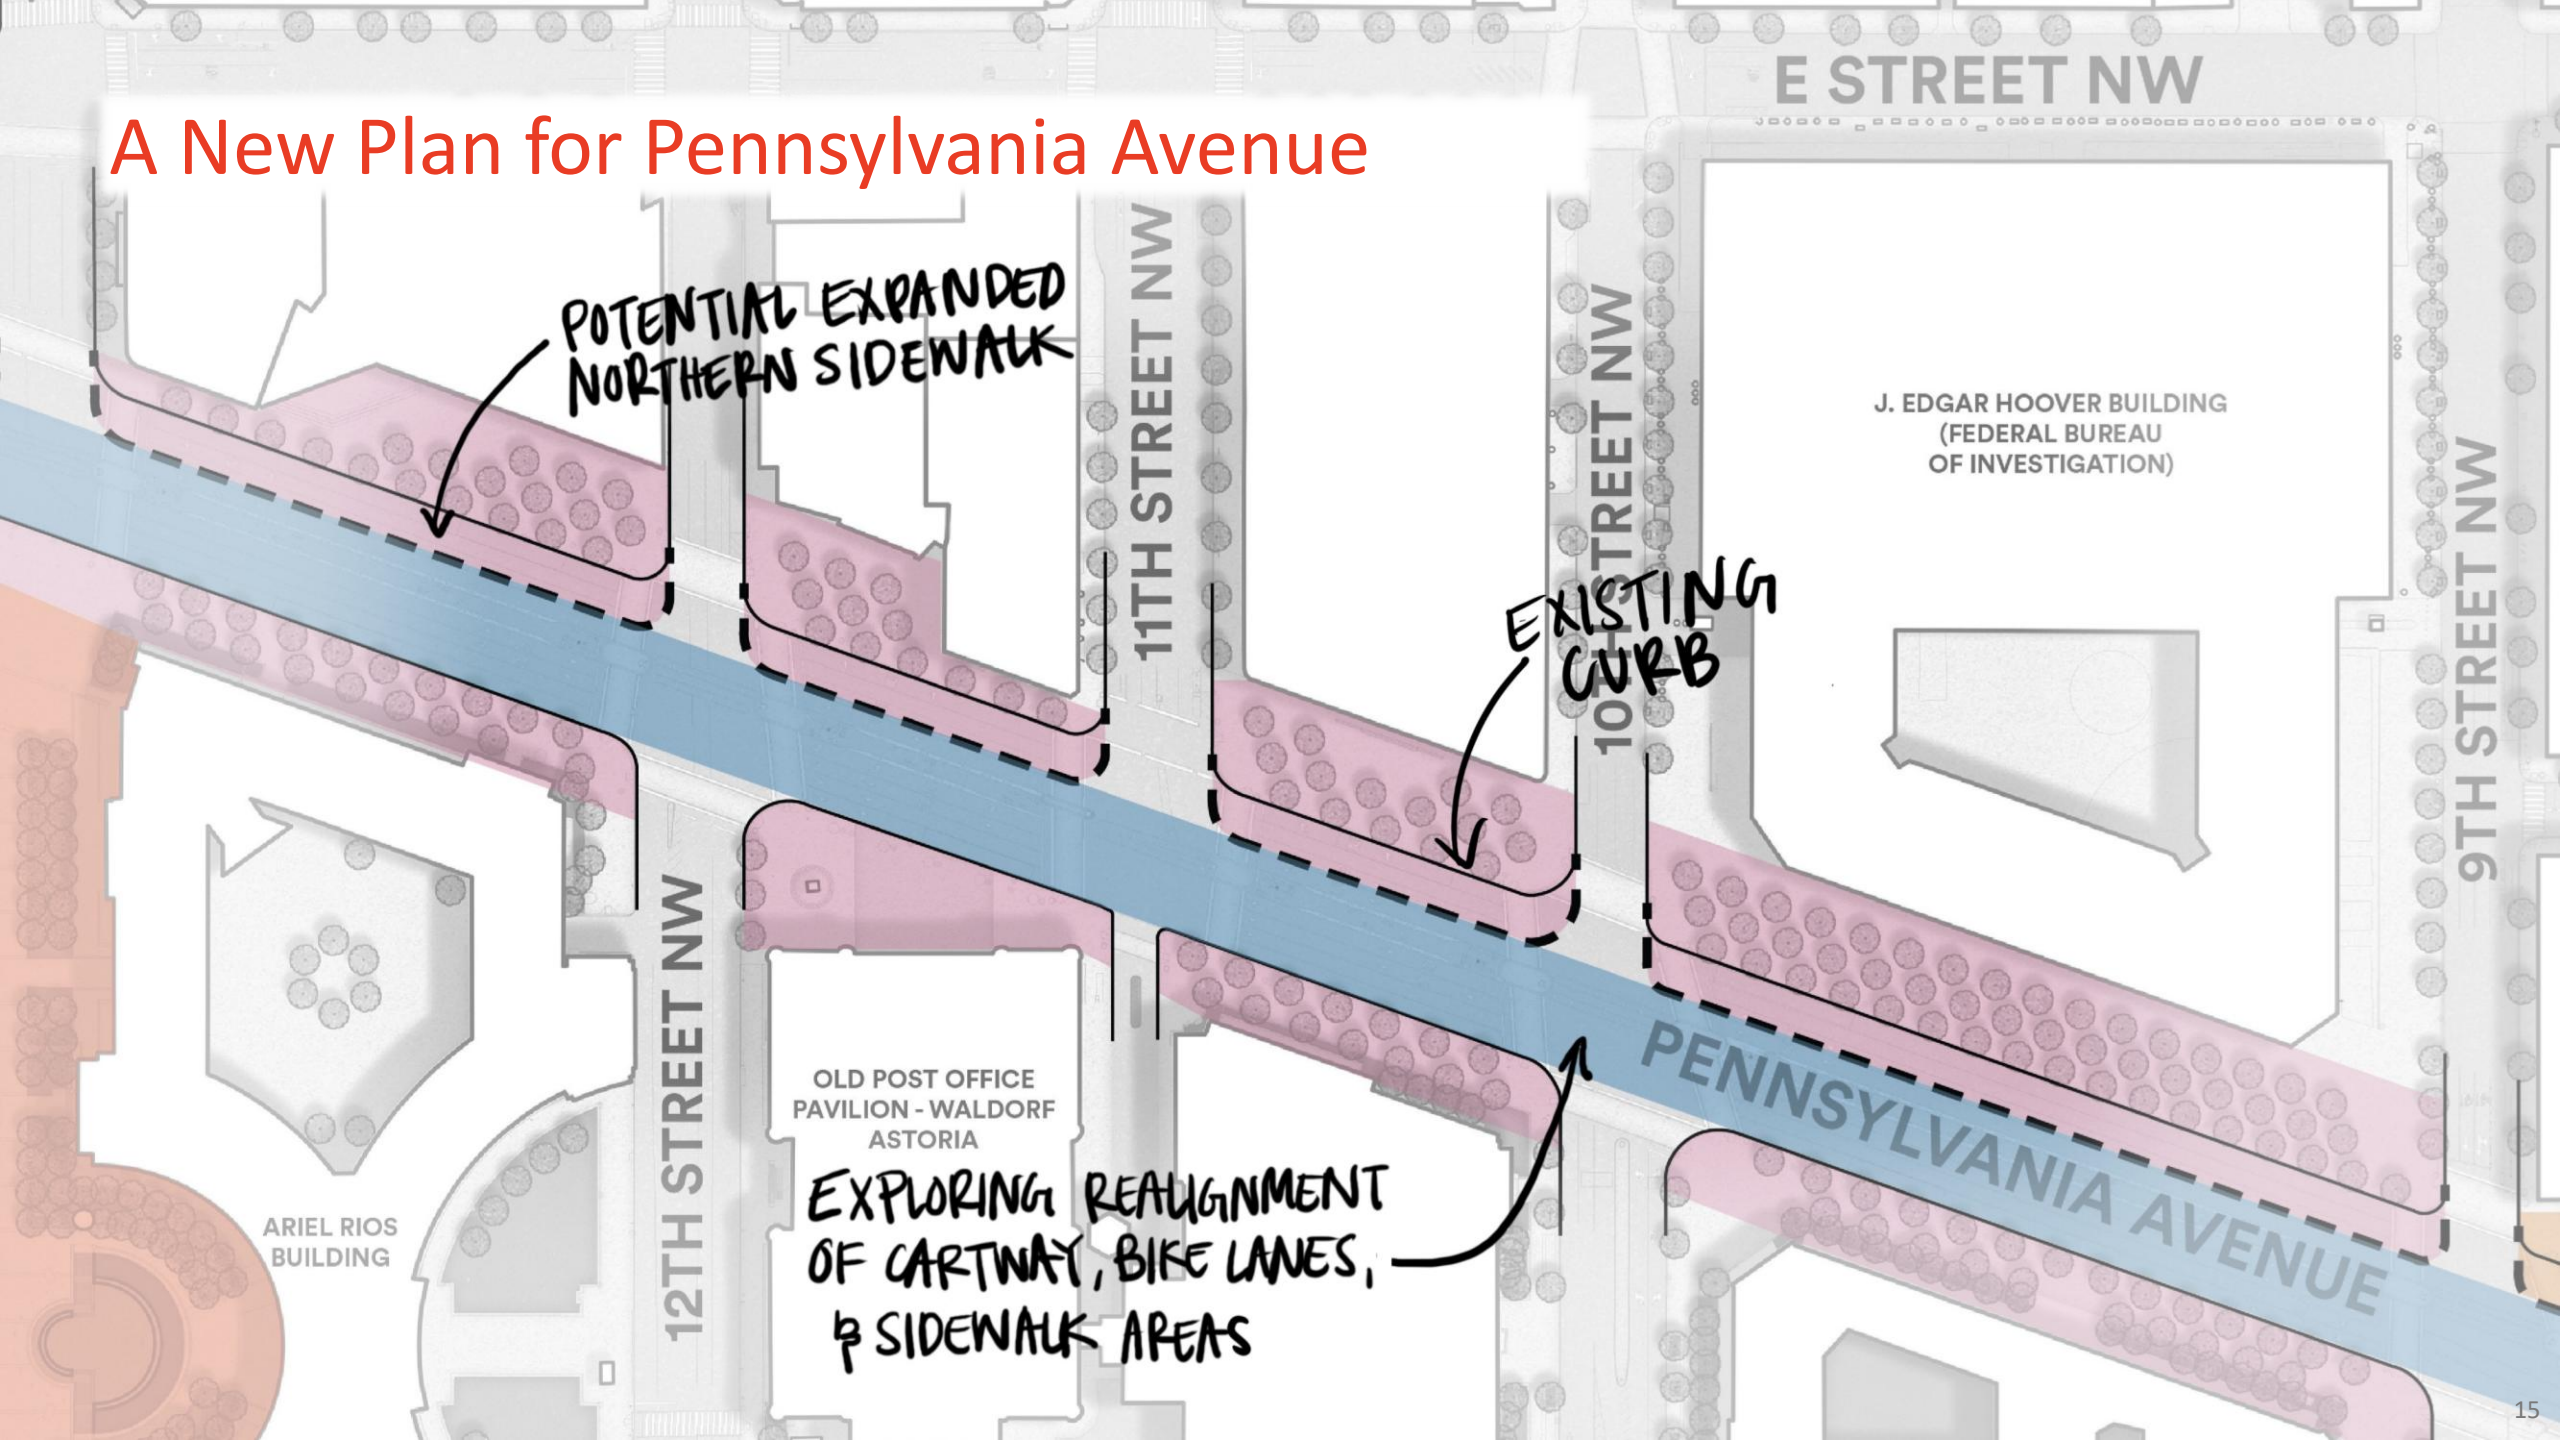 E STREET NW
A New Plan for Pennsylvania Avenue
POTENTIAL EXPANDED
NORTHERN SIDEWALK
11TH STREET NW
10TH STREET NW
J. EDGAR HOOVER BUILDING
(FEDERAL BUREAU
OF INVESTIGATION)
9TH STREET NW
EXISTING
CURB
12TH STREET NW
PENNSYLVANIA AVENUE
OLD POST OFFICE
PAVILION - WALDORF
ASTORIA
ARIEL RIOS
BUILDING
EXPLORING REALIGNMENT
OF CARTWAY, BIKE LANES,
& SIDEWALK AREAS
15